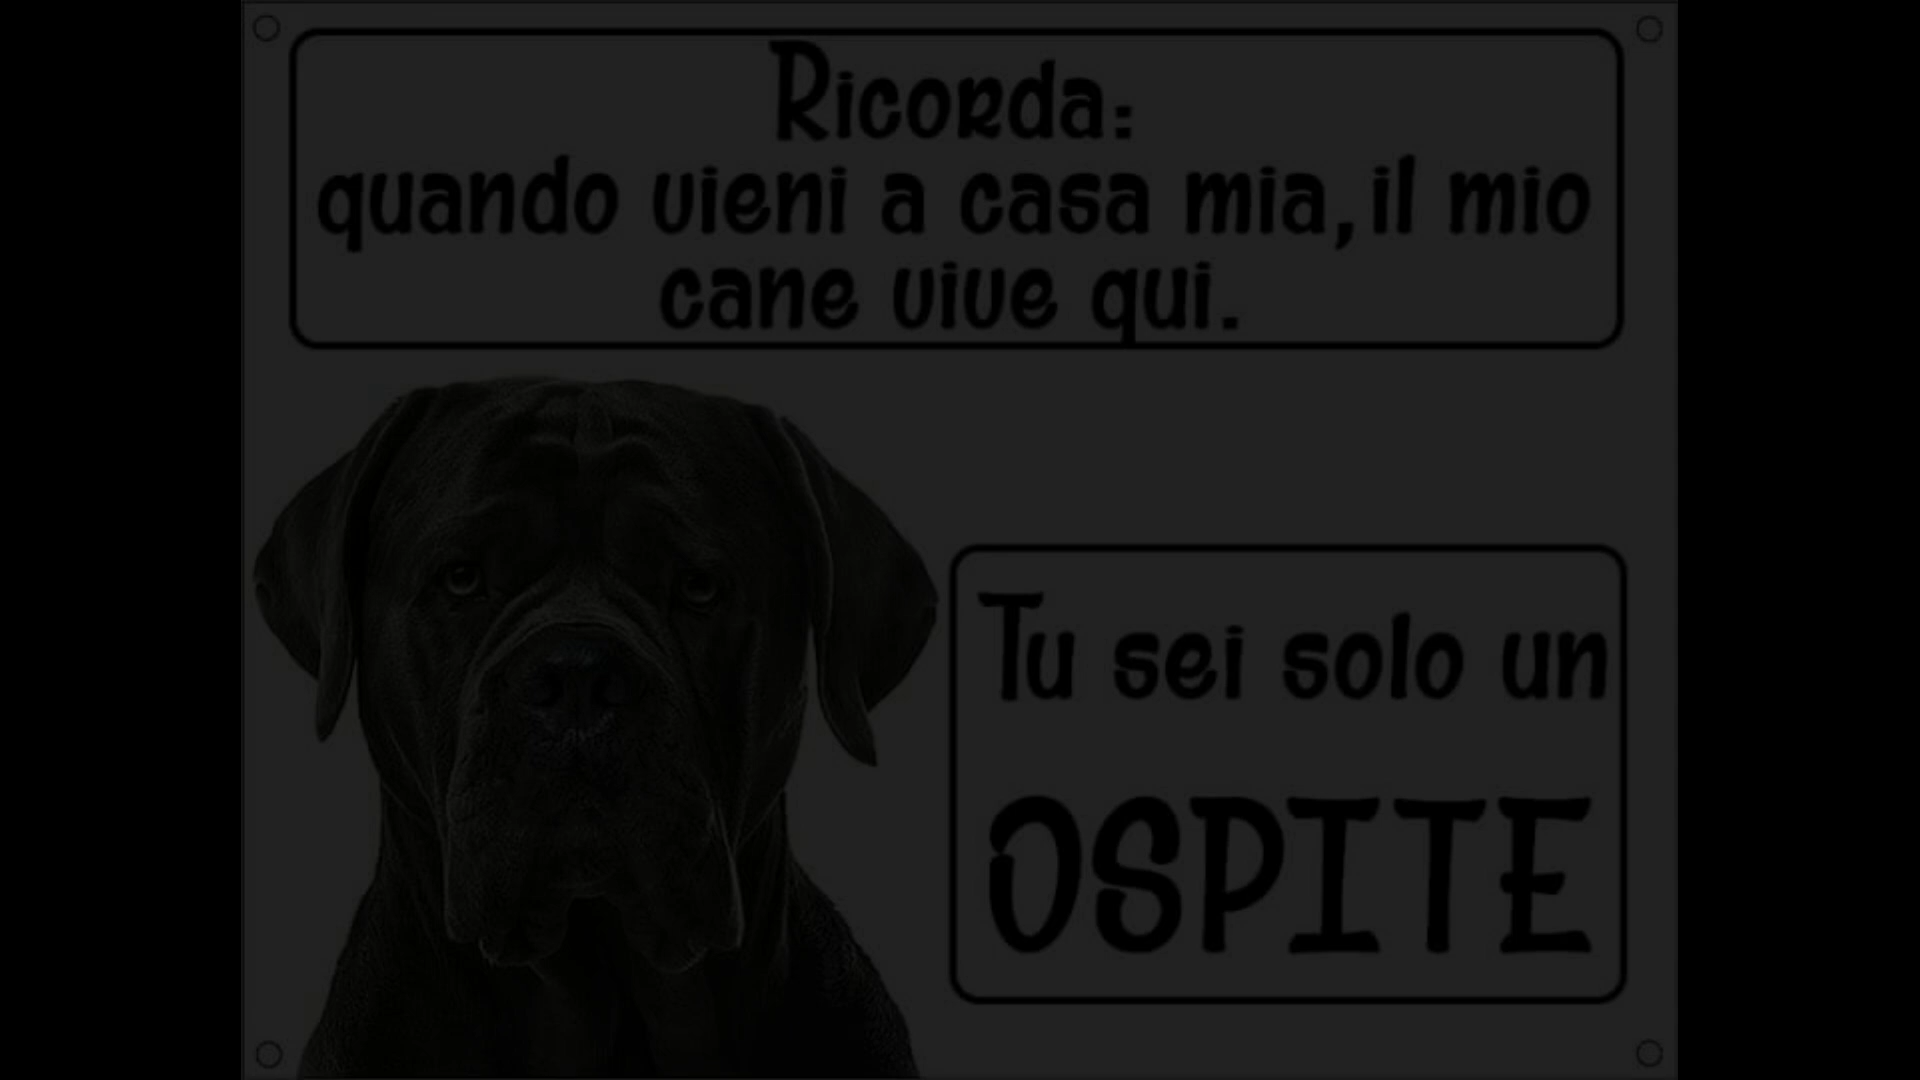 Ricorda:
quando vieni a casa mia, il mio
cane vive qui.
Tu sei solo un
OSPITE